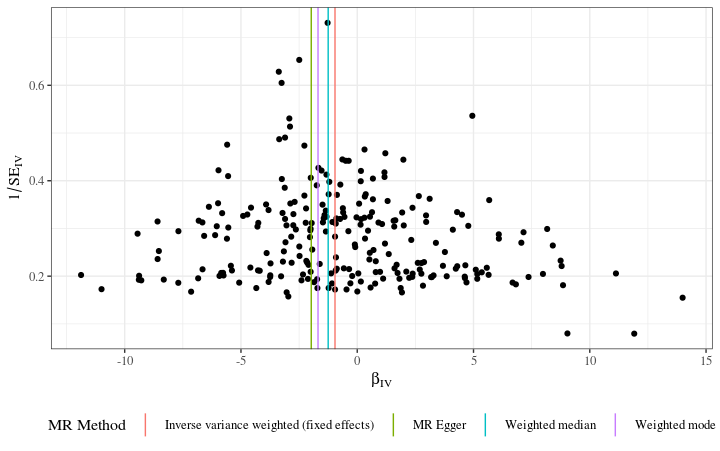 0.6
0.4
0.2
1/SE_IV
-10 -5 0 5 10 15
β_IV
MR Method Inverse variance weighted (fixed effects) MR Egger Weighted median Weighted mode